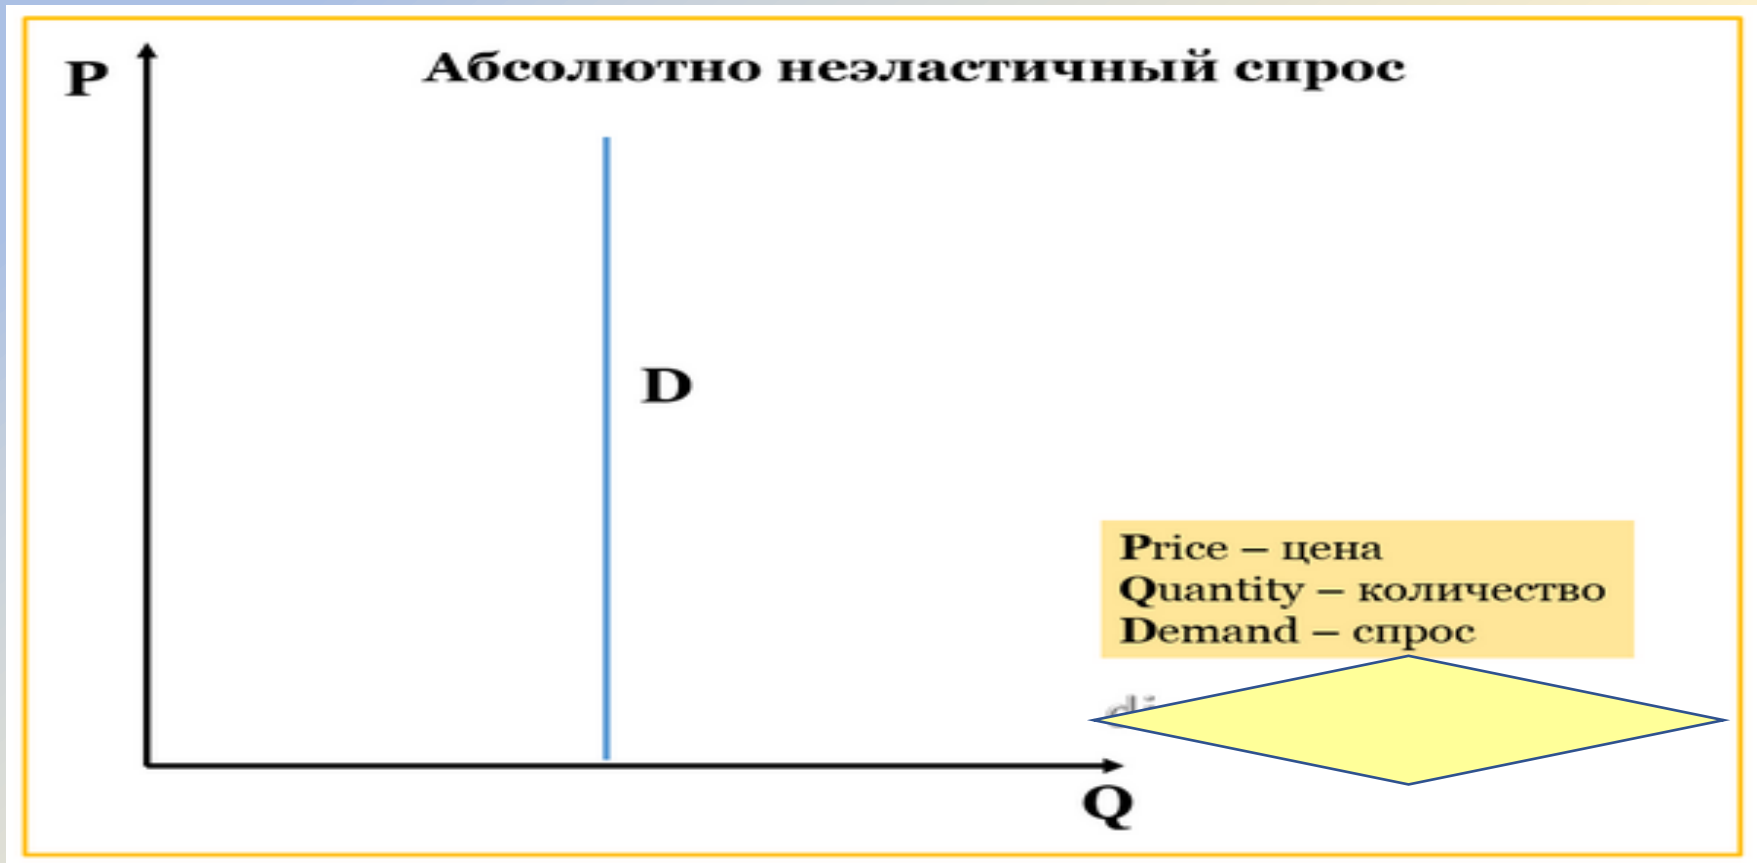 P
Абсолютно неэластичный спрос
D
Price – цена
Quantity – количество
Demand – спрос
Q